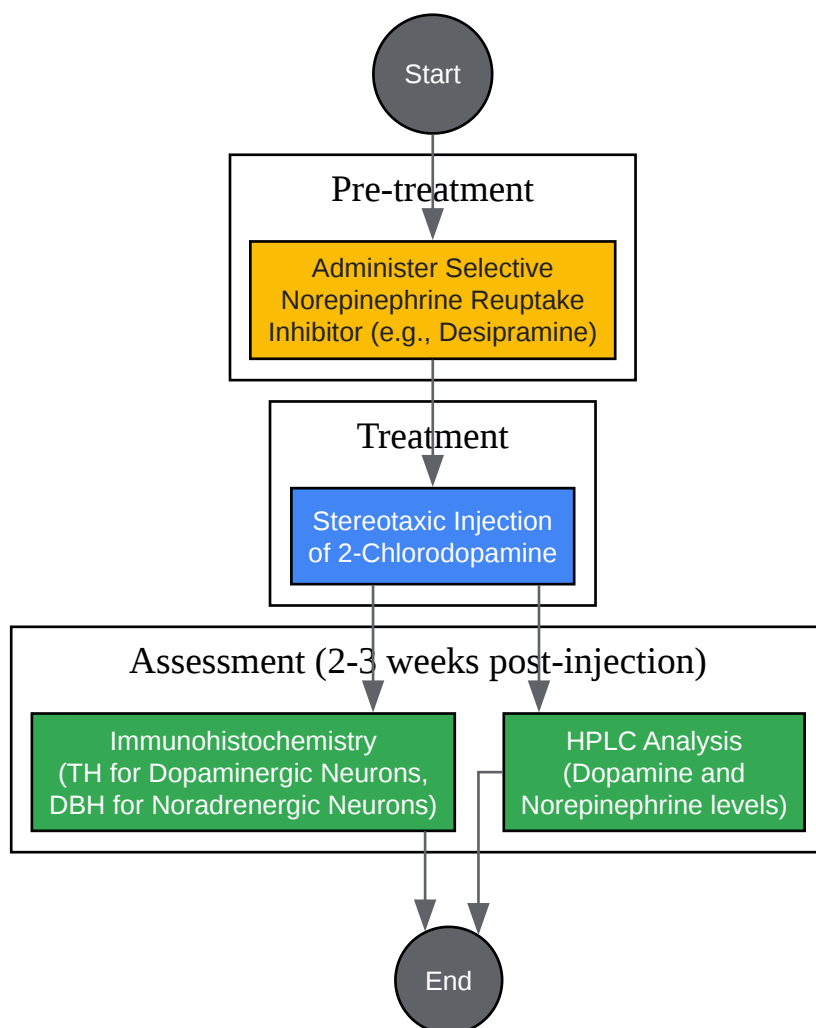 Start
Pre-treatment
Administer Selective
Norepinephrine Reuptake
Inhibitor (e.g., Desipramine)
Treatment
Stereotaxic Injection
of 2-Chlorodopamine
Assessment (2-3 weeks post-injection)
Immunohistochemistry
(TH for Dopaminergic Neurons,
DBH for Noradrenergic Neurons)
HPLC Analysis
(Dopamine and
Norepinephrine levels)
End